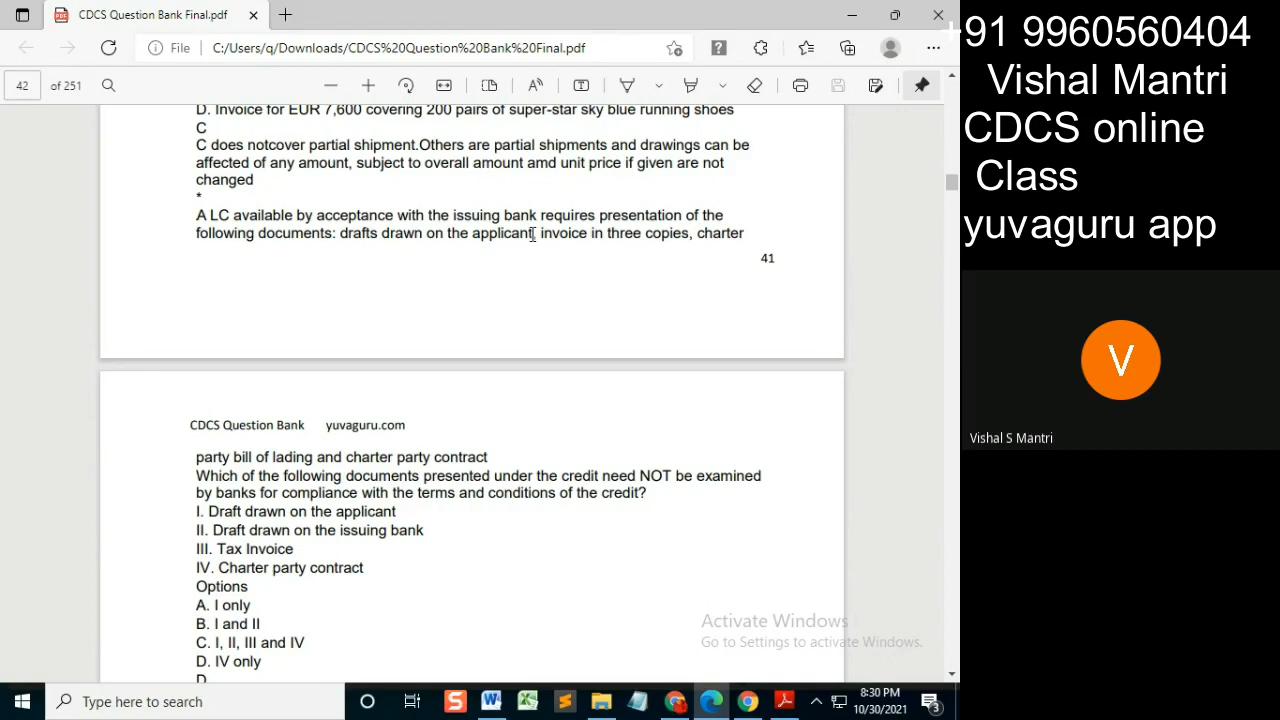 CDCS Question Bank Final.pdf
File
C:/Users/q/Downloads/CDCS%20Question%20Bank%20Final.pdf
42 of 251
D. Invoice for EUR 7,600 covering 200 pairs of super-star sky blue running shoes
C
C does notcover partial shipment.Others are partial shipments and drawings can be
affected of any amount, subject to overall amount amd unit price if given are not
changed
*
A LC available by acceptance with the issuing bank requires presentation of the
following documents: drafts drawn on the applicant, invoice in three copies, charter
41
CDCS Question Bank yuvaguru.com
party bill of lading and charter party contract
Which of the following documents presented under the credit need NOT be examined
by banks for compliance with the terms and conditions of the credit?
I. Draft drawn on the applicant
II. Draft drawn on the issuing bank
III. Tax Invoice
IV. Charter party contract
Options
A. I only
B. I and II
C. I, II, III and IV
D. IV only
D
Activate Windows
Go to Settings to activate Windows.
Type here to search
8:30 PM
10/30/2021
3
+91 9960560404
Vishal Mantri
CDCS online
Class
yuvaguru app
V
Vishal S Mantri